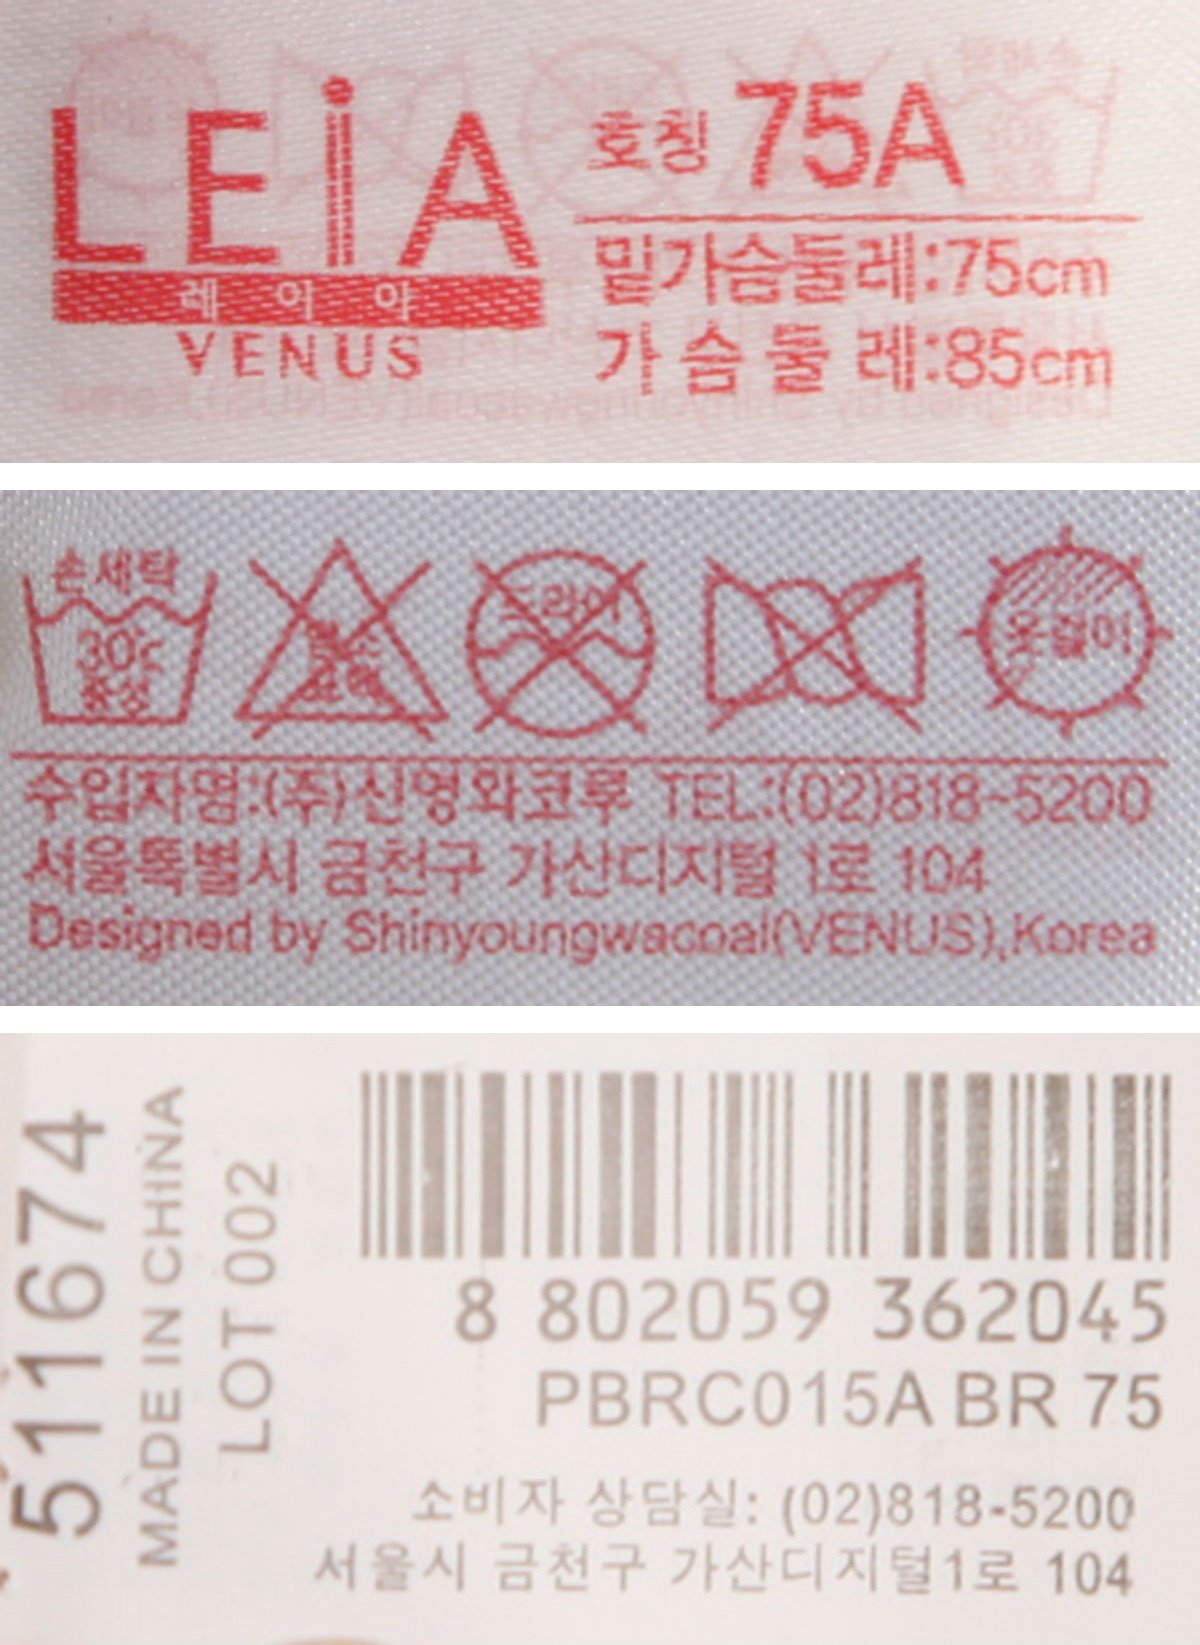 LEiA
레이아
VENUS
호칭 75A
밑가슴둘레:75cm
가슴둘레:85cm
손세탁
30℃
중성
염소
표백
드라이
옷걸이
수입자명:(주)신영와코루 TEL:(02)818-5200
서울특별시 금천구 가산디지털 1로 104
Designed by Shinyoungwacoal(VENUS),Korea
511674
MADE IN CHINA
LOT 002
8 802059 362045
PBRC015A BR 75
소비자 상담실: (02)818-5200
서울시 금천구 가산디지털1로 104